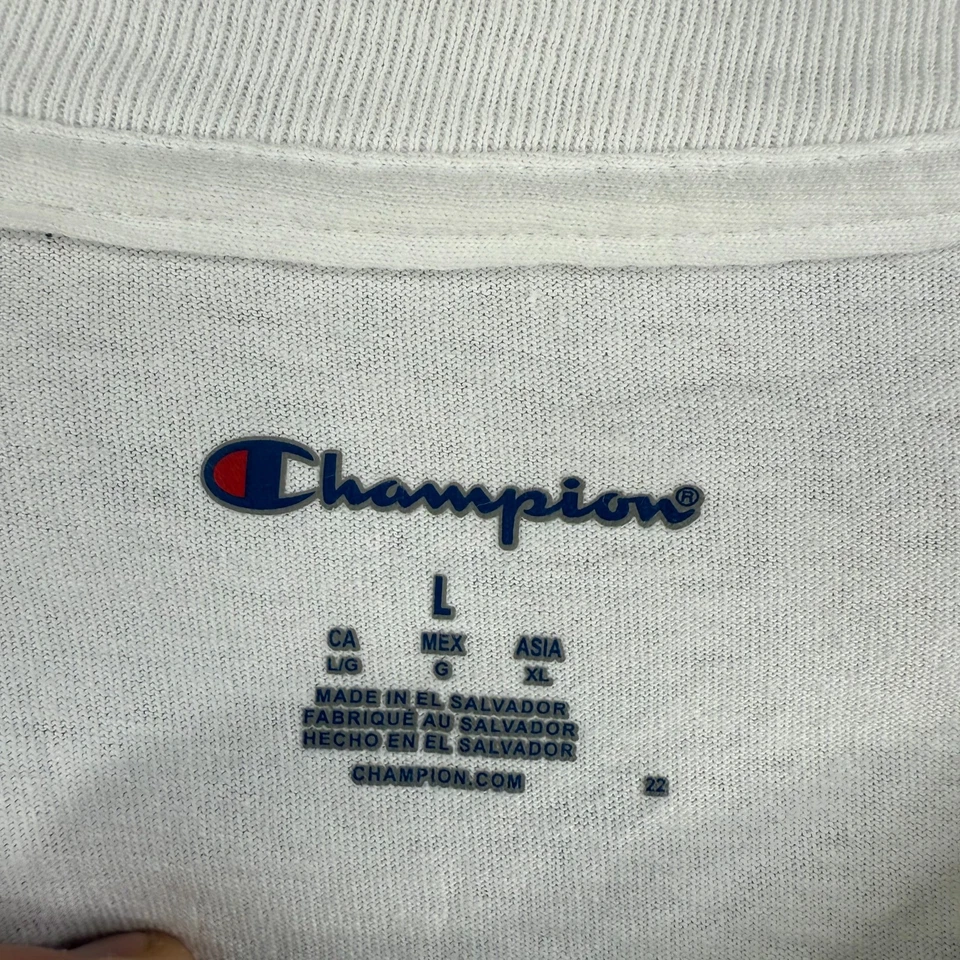 Champion®
L
CA MEX ASIA
L/G G XL
MADE IN EL SALVADOR
FABRIQUÉ AU SALVADOR
HECHO EN EL SALVADOR
CHAMPION.COM 22